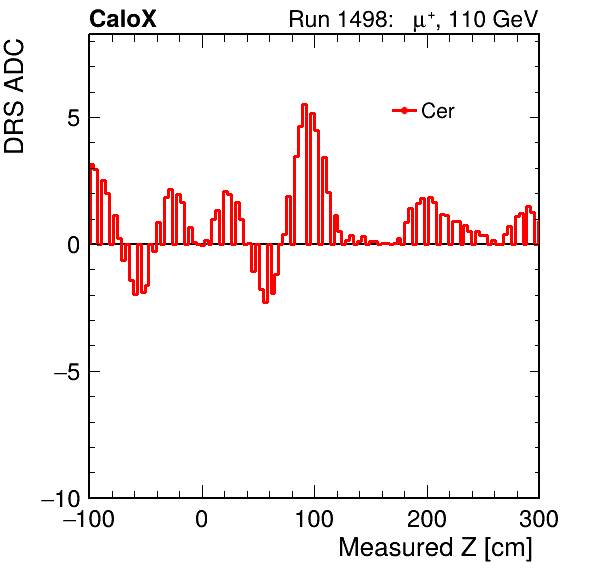 CaloX Run 1498: μ⁺, 110 GeV
DRS ADC
Cer
5
0
−5
−10
−100 0 100 200 300
Measured Z [cm]